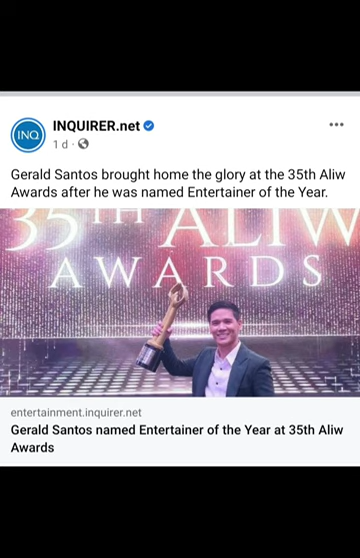 INQ
INQUIRER.net
1 d ·
Gerald Santos brought home the glory at the 35th Aliw
Awards after he was named Entertainer of the Year.
35TH ALIW
AWARDS
entertainment.inquirer.net
Gerald Santos named Entertainer of the Year at 35th Aliw
Awards